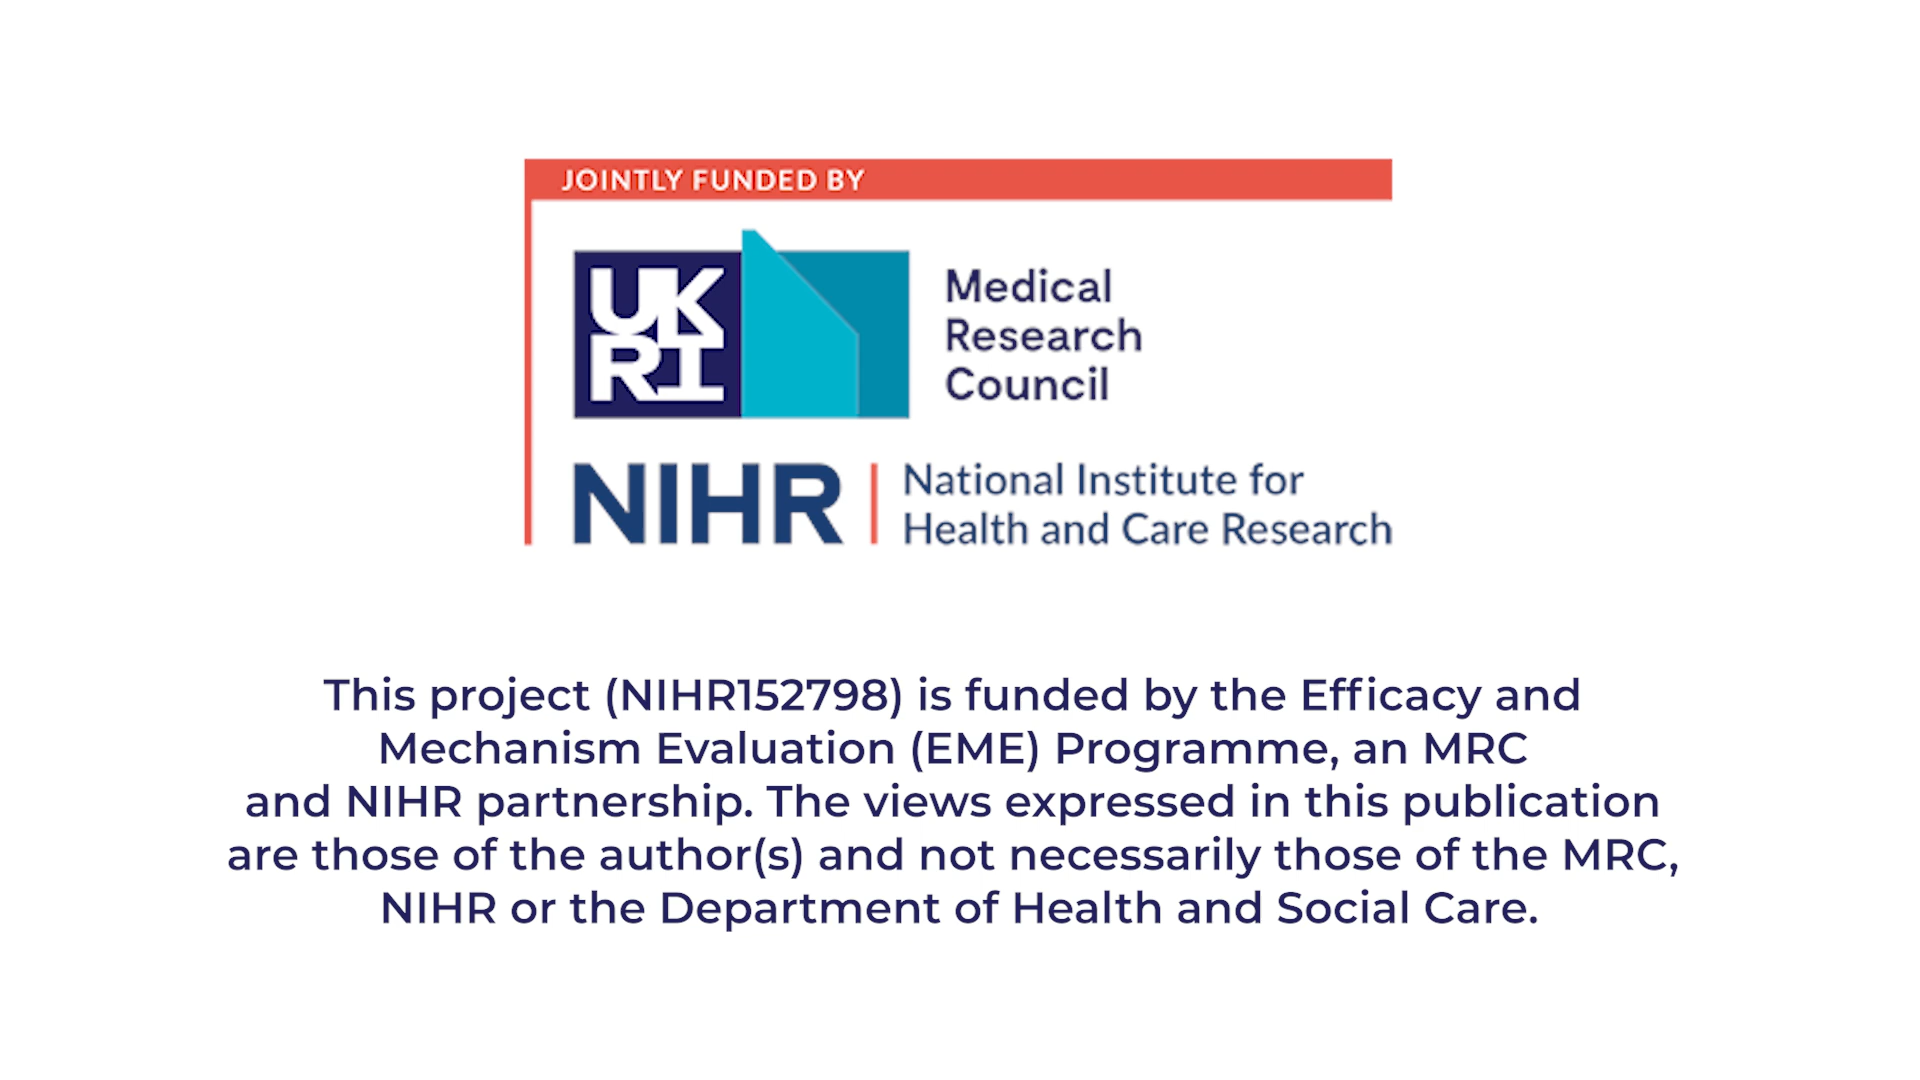 JOINTLY FUNDED BY
UK
RI
Medical
Research
Council
NIHR
National Institute for
Health and Care Research
This project (NIHR152798) is funded by the Efficacy and
Mechanism Evaluation (EME) Programme, an MRC
and NIHR partnership. The views expressed in this publication
are those of the author(s) and not necessarily those of the MRC,
NIHR or the Department of Health and Social Care.